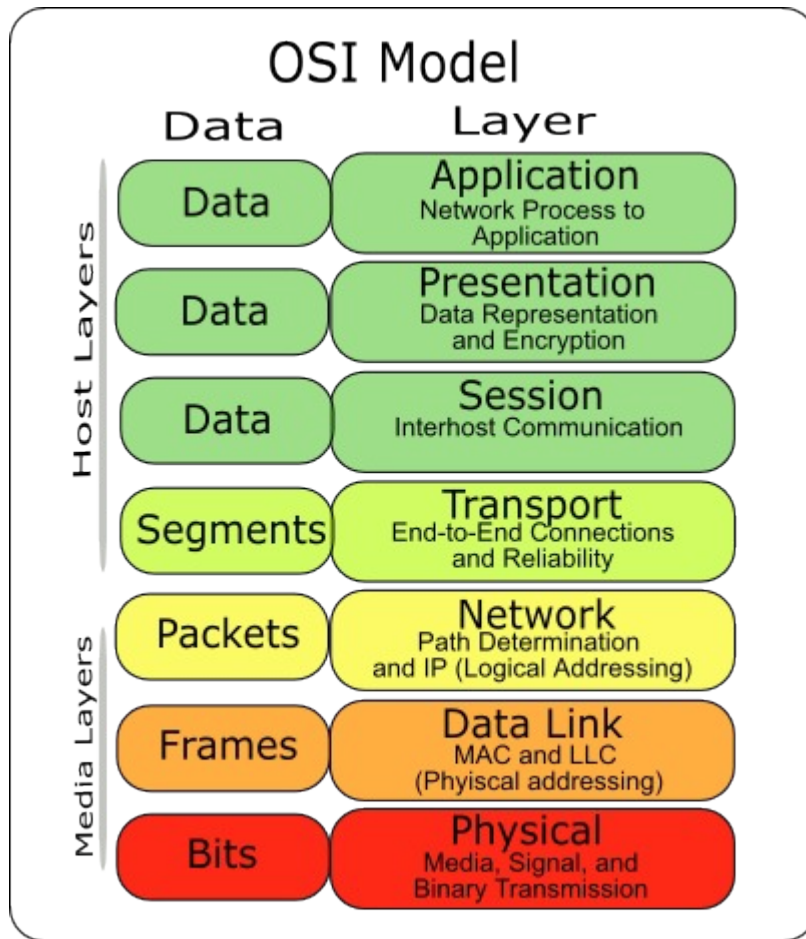 OSI Model
Data Layer
Host Layers
Data
Application
Network Process to
Application
Data
Presentation
Data Representation
and Encryption
Data
Session
Interhost Communication
Segments
Transport
End-to-End Connections
and Reliability
Media Layers
Packets
Network
Path Determination
and IP (Logical Addressing)
Frames
Data Link
MAC and LLC
(Phyiscal addressing)
Bits
Physical
Media, Signal, and
Binary Transmission